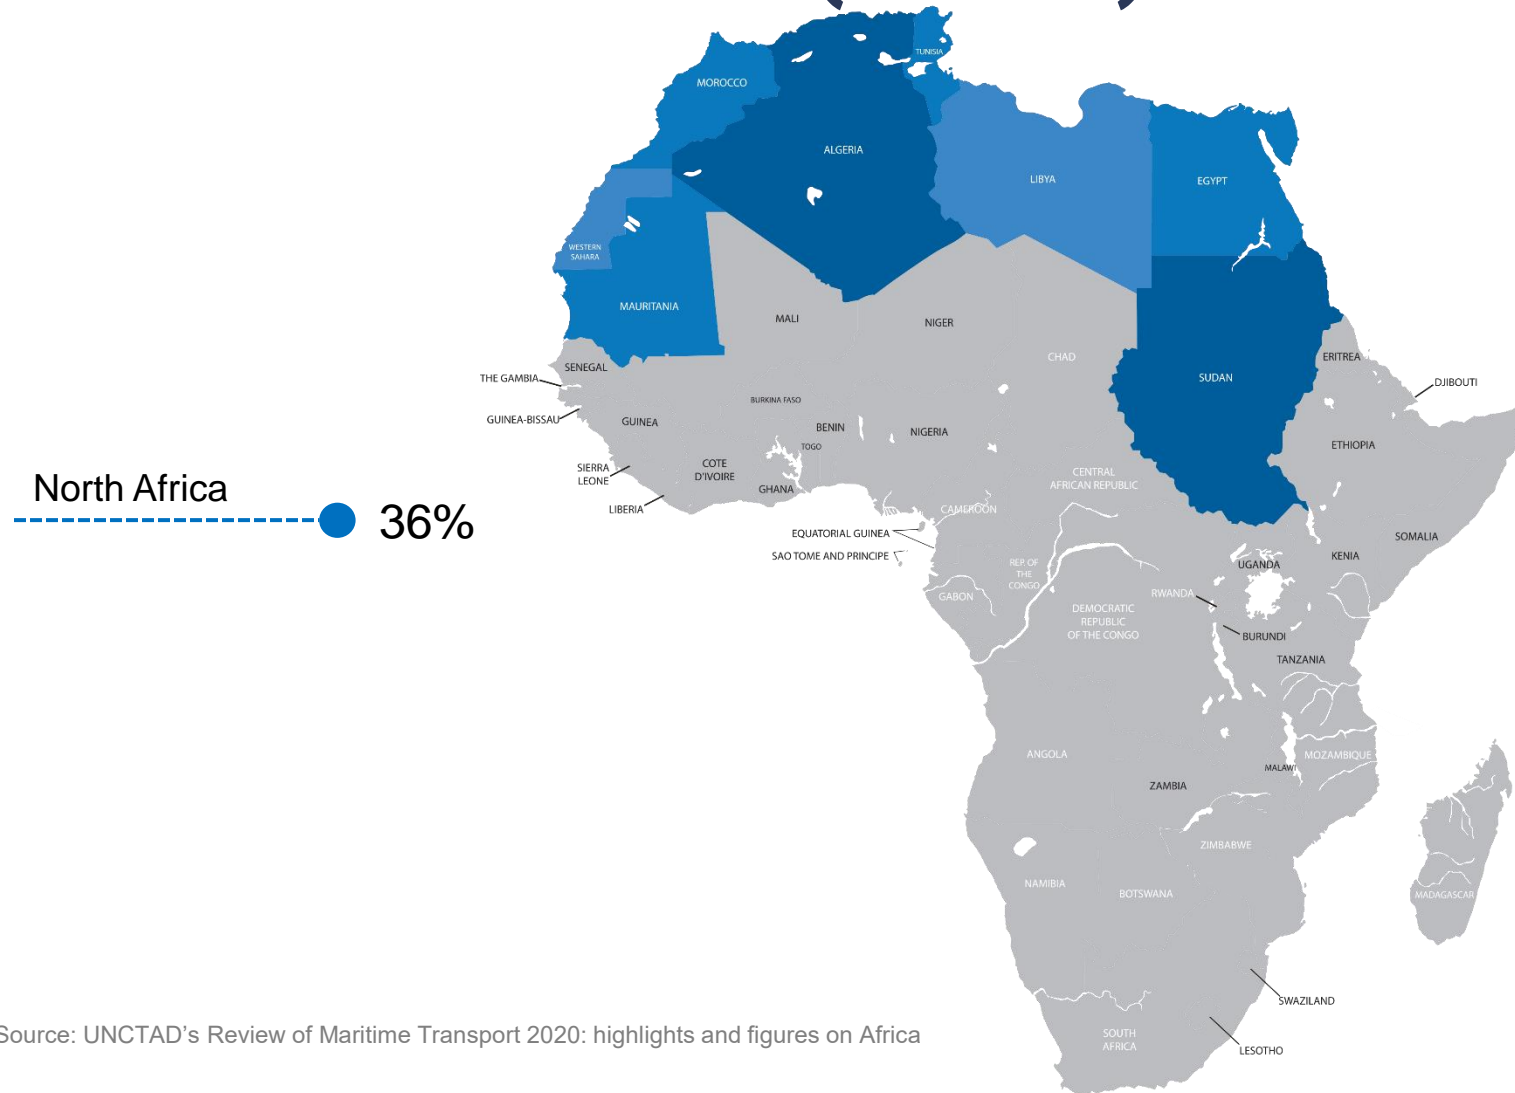 TUNISIA
MOROCCO
ALGERIA
LIBYA
EGYPT
WESTERN
SAHARA
MAURITANIA
MALI
NIGER
CHAD
SUDAN
ERITREA
SENEGAL
THE GAMBIA
DJIBOUTI
BURKINA FASO
GUINEA-BISSAU
GUINEA
BENIN
NIGERIA
TOGO
ETHIOPIA
COTE
D'IVOIRE
SIERRA
LEONE
CENTRAL
AFRICAN REPUBLIC
GHANA
North Africa
36%
LIBERIA
CAMEROON
EQUATORIAL GUINEA
SOMALIA
SAO TOME AND PRINCIPE
KENIA
UGANDA
REP. OF
THE
CONGO
GABON
RWANDA
DEMOCRATIC
REPUBLIC
OF THE CONGO
BURUNDI
TANZANIA
ANGOLA
MOZAMBIQUE
MALAWI
ZAMBIA
ZIMBABWE
NAMIBIA
BOTSWANA
MADAGASCAR
SWAZILAND
Source: UNCTAD's Review of Maritime Transport 2020: highlights and figures on Africa
SOUTH
AFRICA
LESOTHO